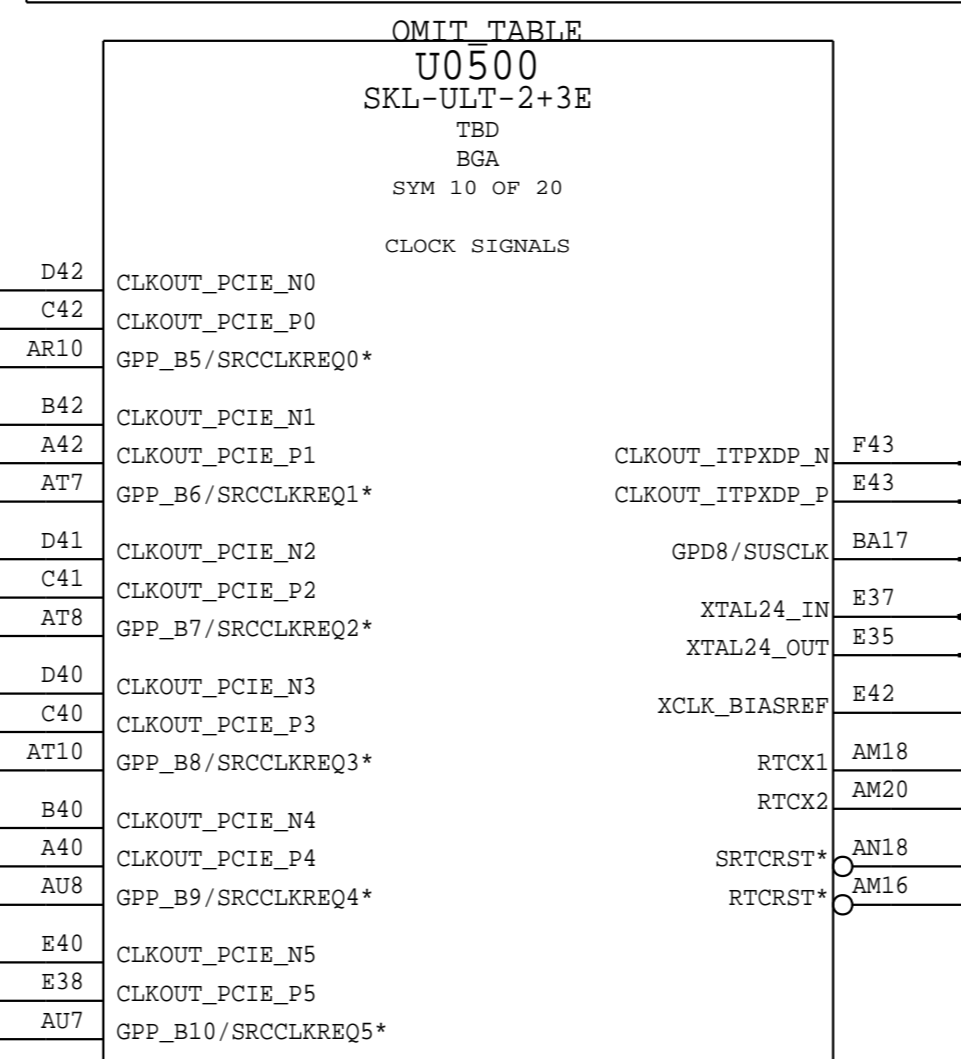 OMIT_TABLE
U0500
SKL-ULT-2+3E
TBD
BGA
SYM 10 OF 20
CLOCK SIGNALS
D42 CLKOUT_PCIE_N0
C42 CLKOUT_PCIE_P0
AR10 GPP_B5/SRCCLKREQ0*
B42 CLKOUT_PCIE_N1
A42 CLKOUT_PCIE_P1
AT7 GPP_B6/SRCCLKREQ1*
D41 CLKOUT_PCIE_N2
C41 CLKOUT_PCIE_P2
AT8 GPP_B7/SRCCLKREQ2*
D40 CLKOUT_PCIE_N3
C40 CLKOUT_PCIE_P3
AT10 GPP_B8/SRCCLKREQ3*
B40 CLKOUT_PCIE_N4
A40 CLKOUT_PCIE_P4
AU8 GPP_B9/SRCCLKREQ4*
E40 CLKOUT_PCIE_N5
E38 CLKOUT_PCIE_P5
AU7 GPP_B10/SRCCLKREQ5*
CLKOUT_ITPXDP_N F43
CLKOUT_ITPXDP_P E43
GPD8/SUSCLK BA17
XTAL24_IN E37
XTAL24_OUT E35
XCLK_BIASREF E42
RTCX1 AM18
RTCX2 AM20
SRTCRST* AN18
RTCRST* AM16